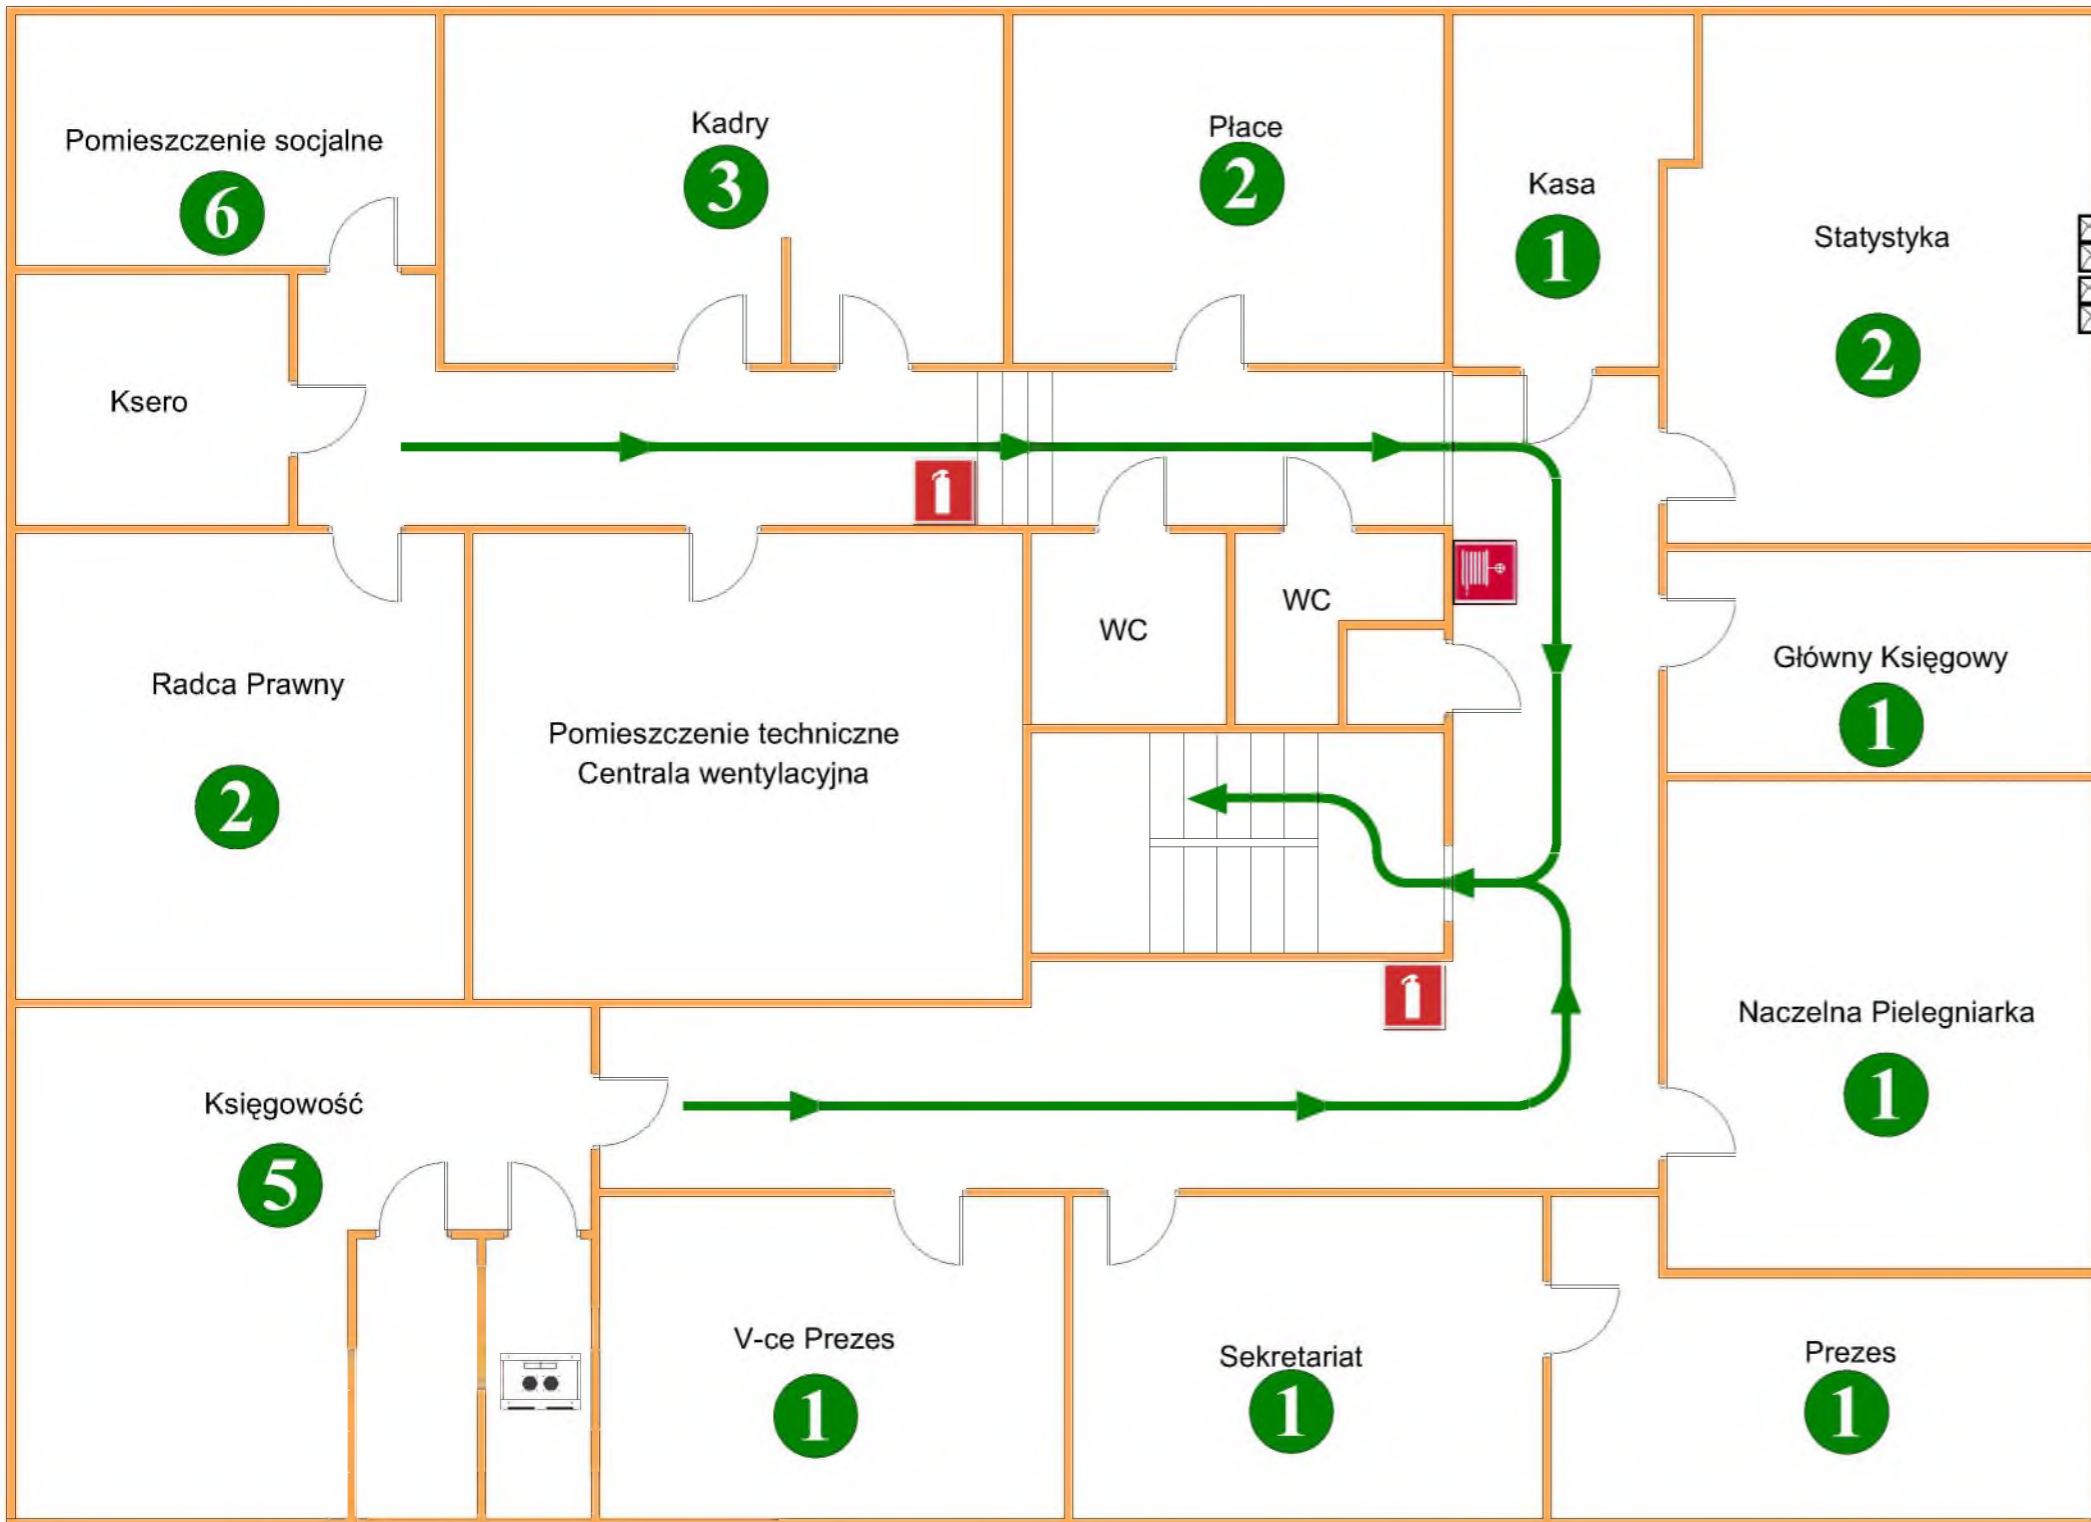 Pomieszczenie socjalne
6
Kadry
3
Płace
2
Kasa
1
Statystyka
2
Ksero
Radca Prawny
2
Pomieszczenie techniczne
Centrala wentylacyjna
WC
WC
Główny Księgowy
1
Naczelna Pielegniarka
1
Księgowość
5
V-ce Prezes
1
Sekretariat
1
Prezes
1